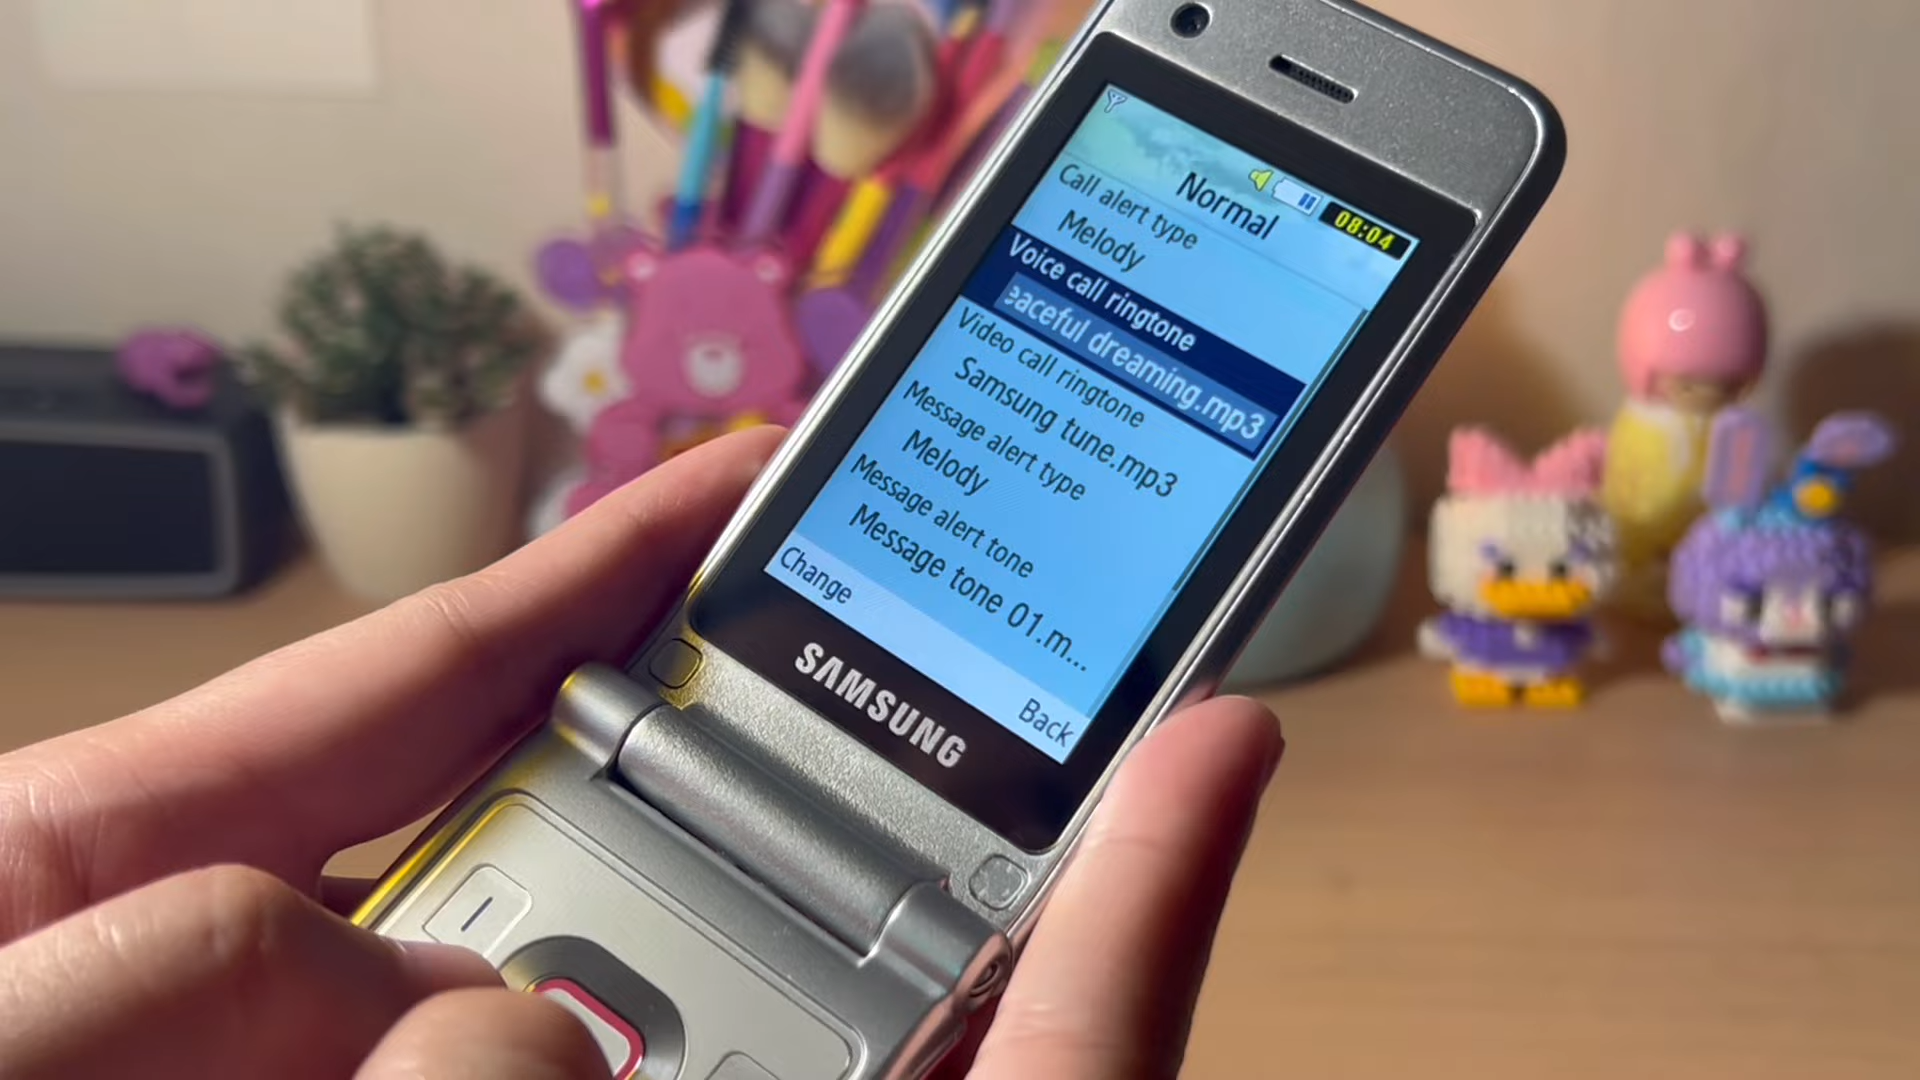 Normal
08:04
Call alert type
Melody
Voice call ringtone
eaceful dreaming.mp3
Video call ringtone
Samsung tune.mp3
Message alert type
Melody
Message alert tone
Message tone 01.m...
Change
Back
SAMSUNG